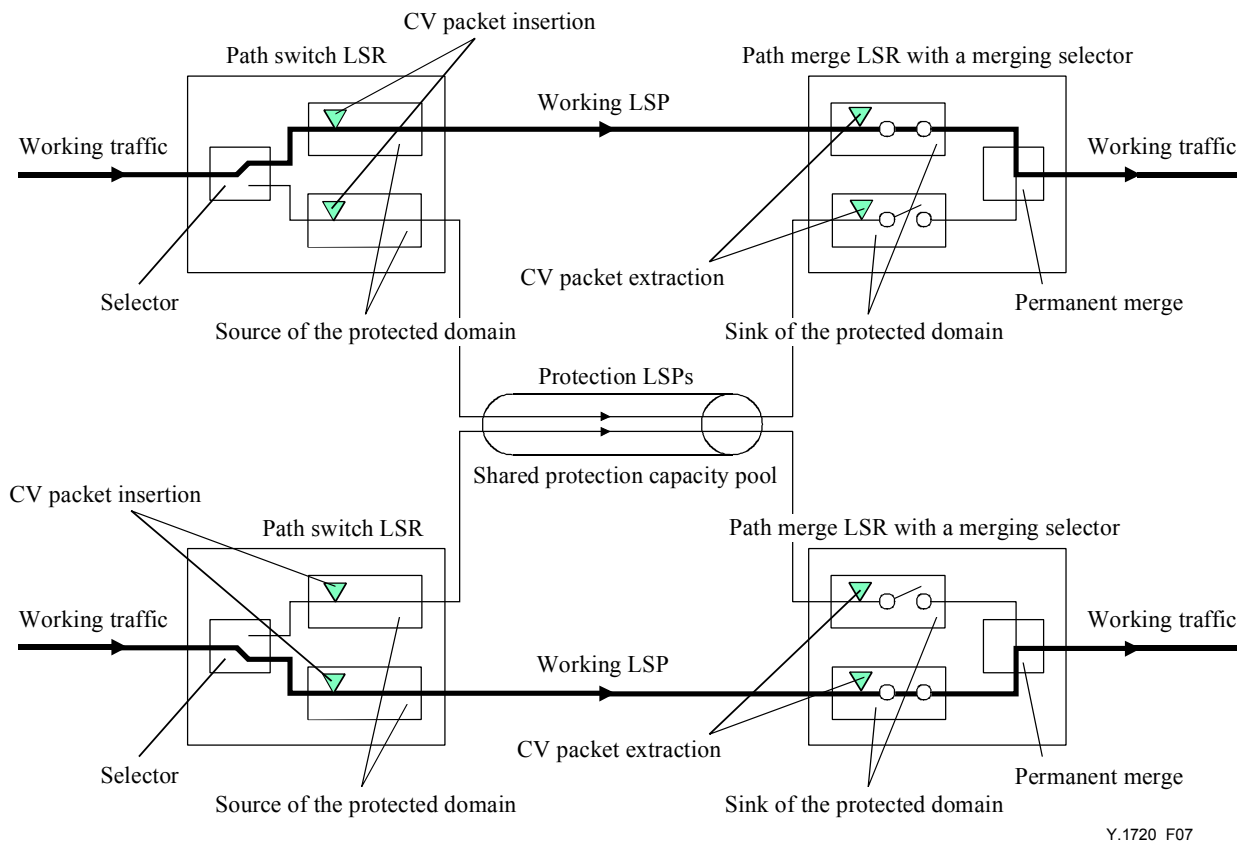 CV packet insertion
Path switch LSR
Path merge LSR with a merging selector
Working LSP
Working traffic
Working traffic
CV packet extraction
Selector
Permanent merge
Source of the protected domain
Sink of the protected domain
Protection LSPs
Shared protection capacity pool
CV packet insertion
Path switch LSR
Path merge LSR with a merging selector
Working traffic
Working traffic
Working LSP
CV packet extraction
Selector
Permanent merge
Source of the protected domain
Sink of the protected domain
Y.1720_F07